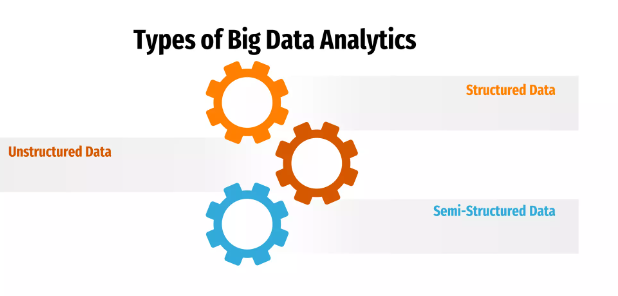 Types of Big Data Analytics
Structured Data
Unstructured Data
Semi-Structured Data